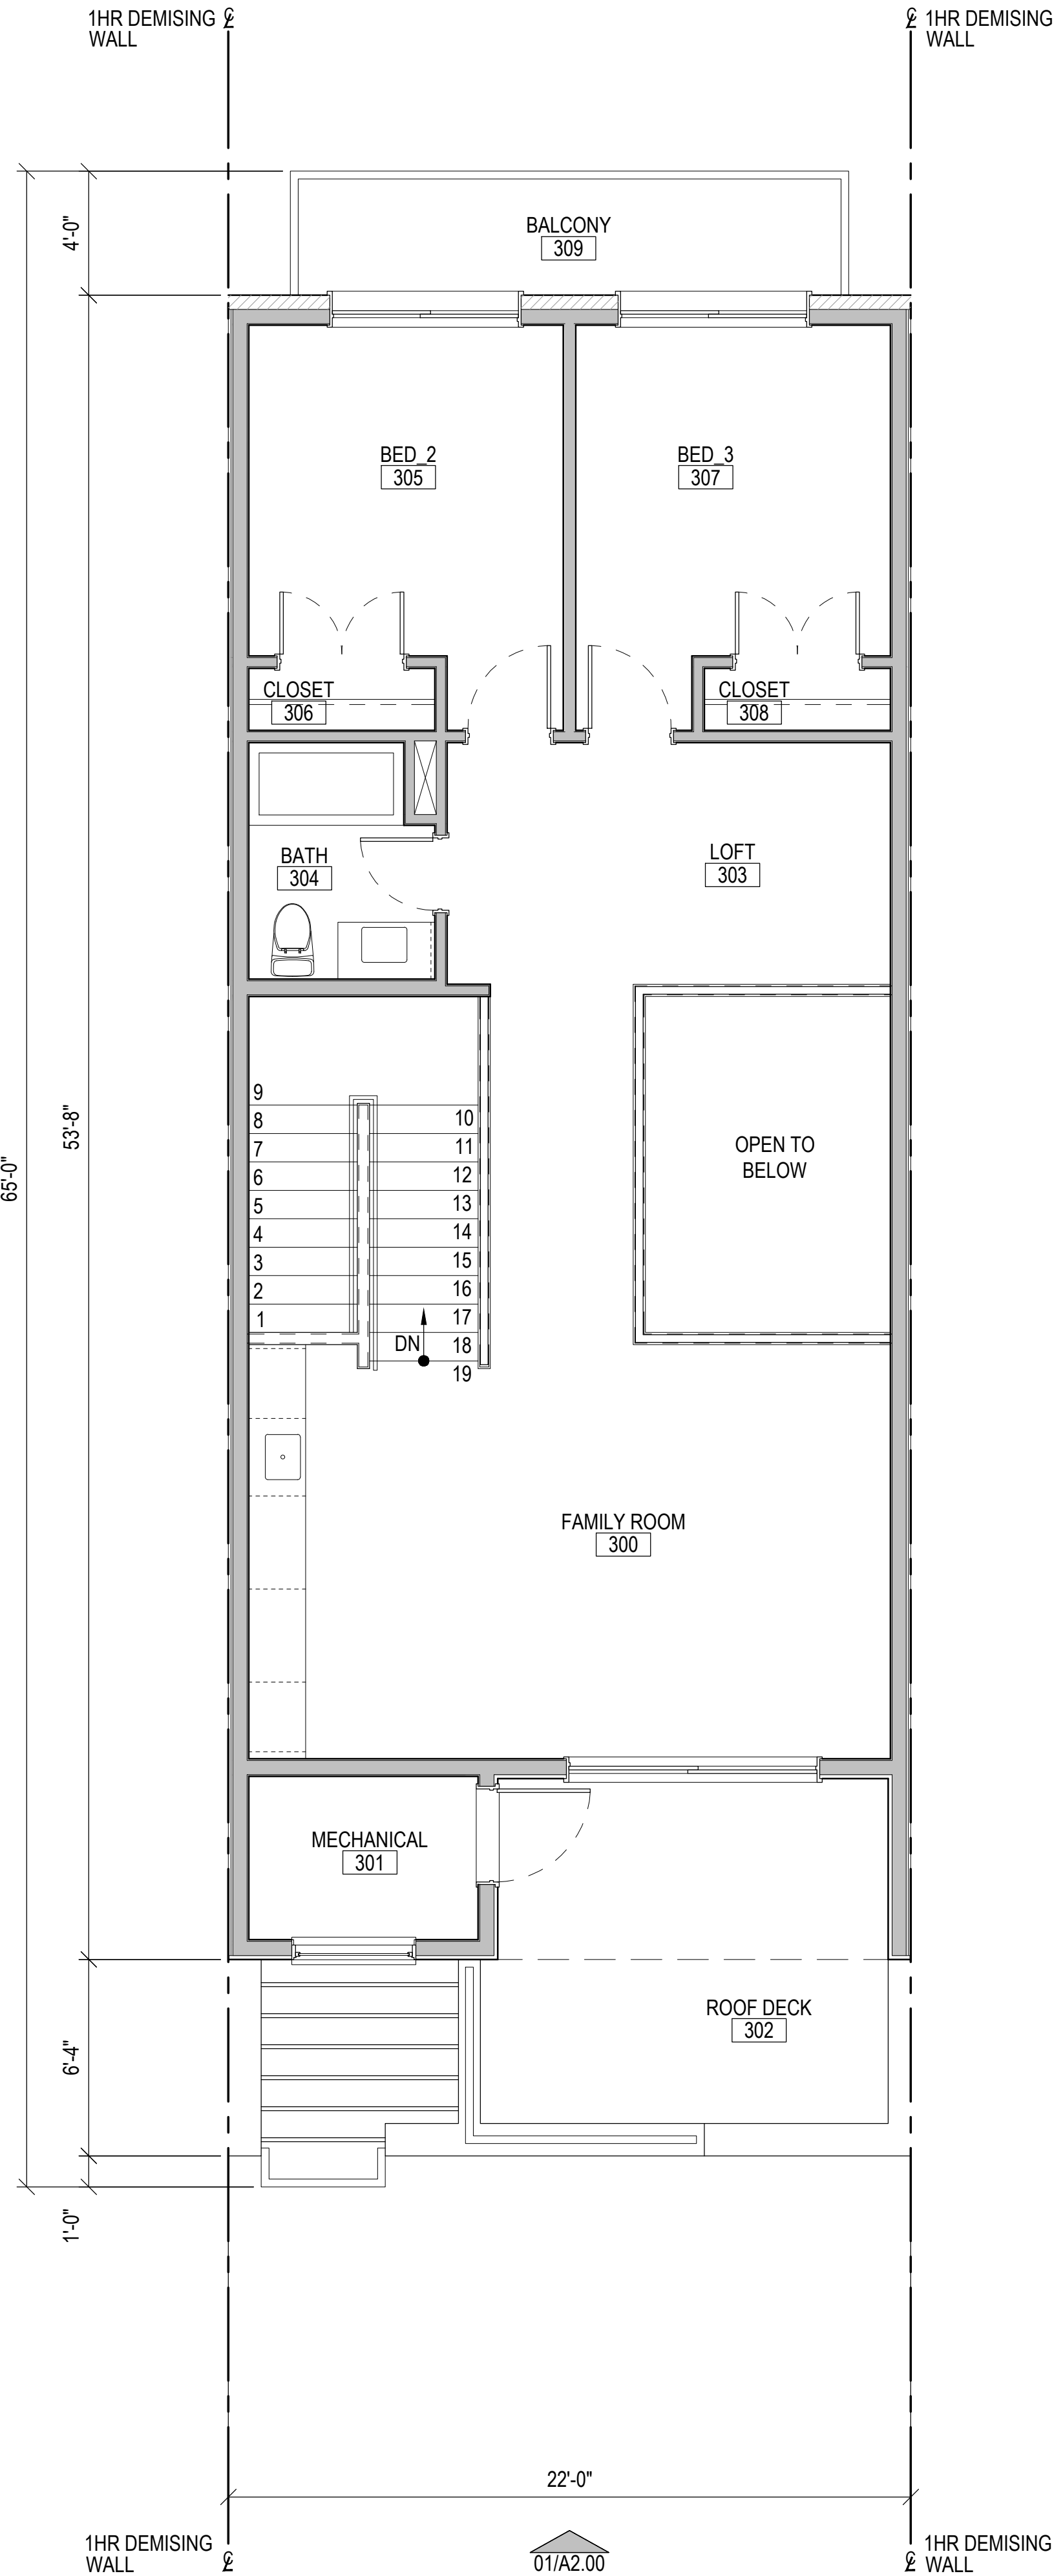 1HR DEMISING
WALL
℄
℄
1HR DEMISING
WALL
4'-0"
BALCONY
309
BED_2
305
BED_3
307
CLOSET
306
CLOSET
308
BATH
304
LOFT
303
65'-0"
53'-8"
9
8
7
6
5
4
3
2
1
10
11
12
13
14
15
16
17
18
19
DN
OPEN TO
BELOW
FAMILY ROOM
300
MECHANICAL
301
ROOF DECK
302
6'-4"
1'-0"
22'-0"
1HR DEMISING
WALL
℄
01/A2.00
℄
1HR DEMISING
WALL